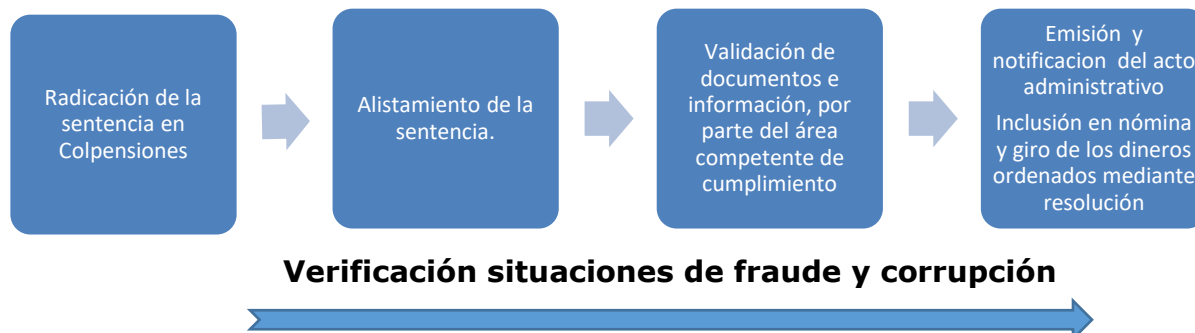 Radicación de la
sentencia en
Colpensiones
Alistamiento de la
sentencia.
Validación de
documentos e
información, por
parte del área
competente de
cumplimiento
Emisión y
notificacion del acto
administrativo
Inclusión en nómina
y giro de los dineros
ordenados mediante
resolución
Verificación situaciones de fraude y corrupción